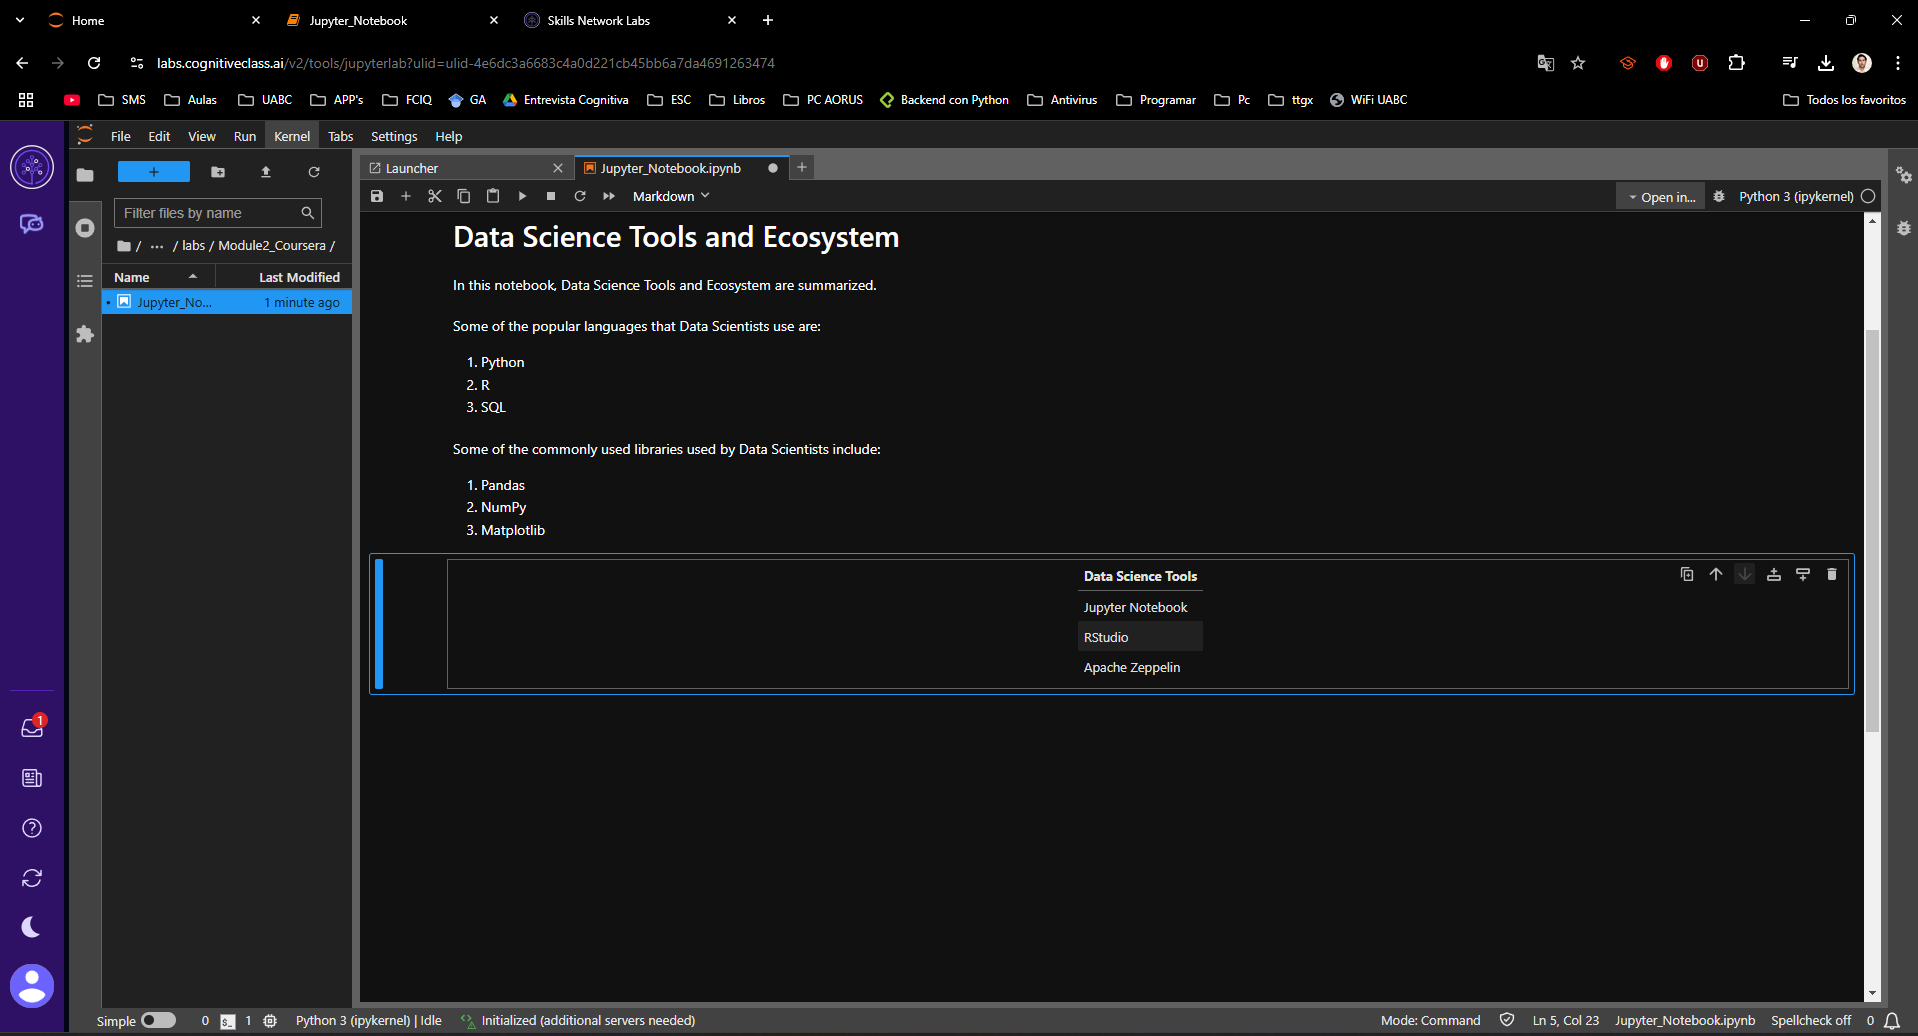 Home
Jupyter_Notebook
Skills Network Labs
labs.cognitiveclass.ai/v2/tools/jupyterlab?ulid=ulid-4e6dc3a6683c4a0d221cb45bb6a7da4691263474
SMS Aulas UABC APP's FCIQ GA Entrevista Cognitiva ESC Libros PC AORUS Backend con Python Antivirus Programar Pc ttgx WiFi UABC Todos los favoritos
File Edit View Run Kernel Tabs Settings Help
Launcher
Jupyter_Notebook.ipynb
Markdown
Open in...
Python 3 (ipykernel)
Filter files by name
/ ··· / labs / Module2_Coursera /
Name Last Modified
Jupyter_No... 1 minute ago
Data Science Tools and Ecosystem
In this notebook, Data Science Tools and Ecosystem are summarized.
Some of the popular languages that Data Scientists use are:
1. Python
2. R
3. SQL
Some of the commonly used libraries used by Data Scientists include:
1. Pandas
2. NumPy
3. Matplotlib
Data Science Tools
Jupyter Notebook
RStudio
Apache Zeppelin
1
Simple 0 $_ 1 Python 3 (ipykernel) | Idle Initialized (additional servers needed) Mode: Command Ln 5, Col 23 Jupyter_Notebook.ipynb Spellcheck off 0